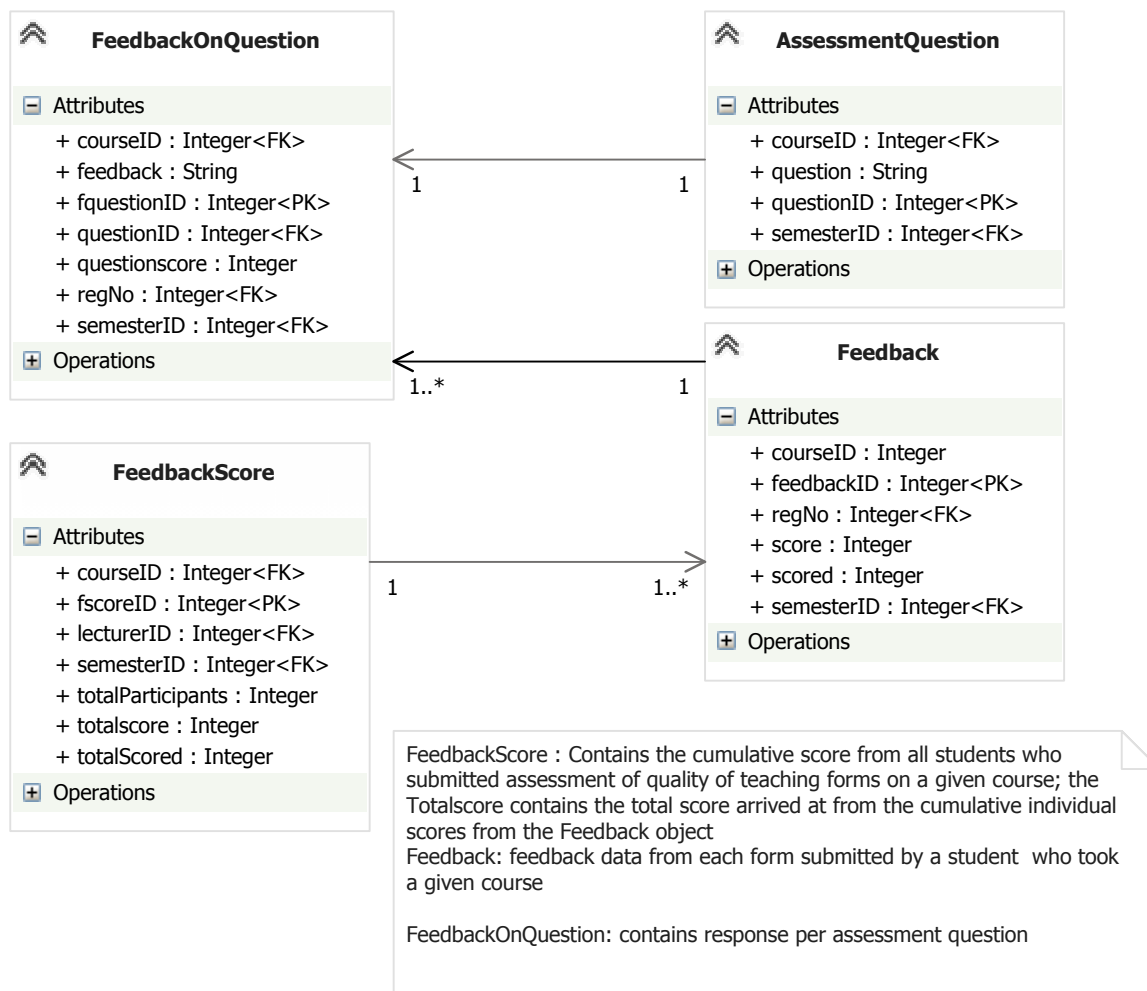 FeedbackOnQuestion
Attributes
+ courseID : Integer<FK>
+ feedback : String
+ fquestionID : Integer<PK>
+ questionID : Integer<FK>
+ questionscore : Integer
+ regNo : Integer<FK>
+ semesterID : Integer<FK>
Operations
1
1
AssessmentQuestion
Attributes
+ courseID : Integer<FK>
+ question : String
+ questionID : Integer<PK>
+ semesterID : Integer<FK>
Operations
1..*
1
Feedback
Attributes
+ courseID : Integer
+ feedbackID : Integer<PK>
+ regNo : Integer<FK>
+ score : Integer
+ scored : Integer
+ semesterID : Integer<FK>
Operations
FeedbackScore
Attributes
+ courseID : Integer<FK>
+ fscoreID : Integer<PK>
+ lecturerID : Integer<FK>
+ semesterID : Integer<FK>
+ totalParticipants : Integer
+ totalscore : Integer
+ totalScored : Integer
Operations
1
1..*
FeedbackScore : Contains the cumulative score from all students who
submitted assessment of quality of teaching forms on a given course; the
Totalscore contains the total score arrived at from the cumulative individual
scores from the Feedback object
Feedback: feedback data from each form submitted by a student who took
a given course
FeedbackOnQuestion: contains response per assessment question